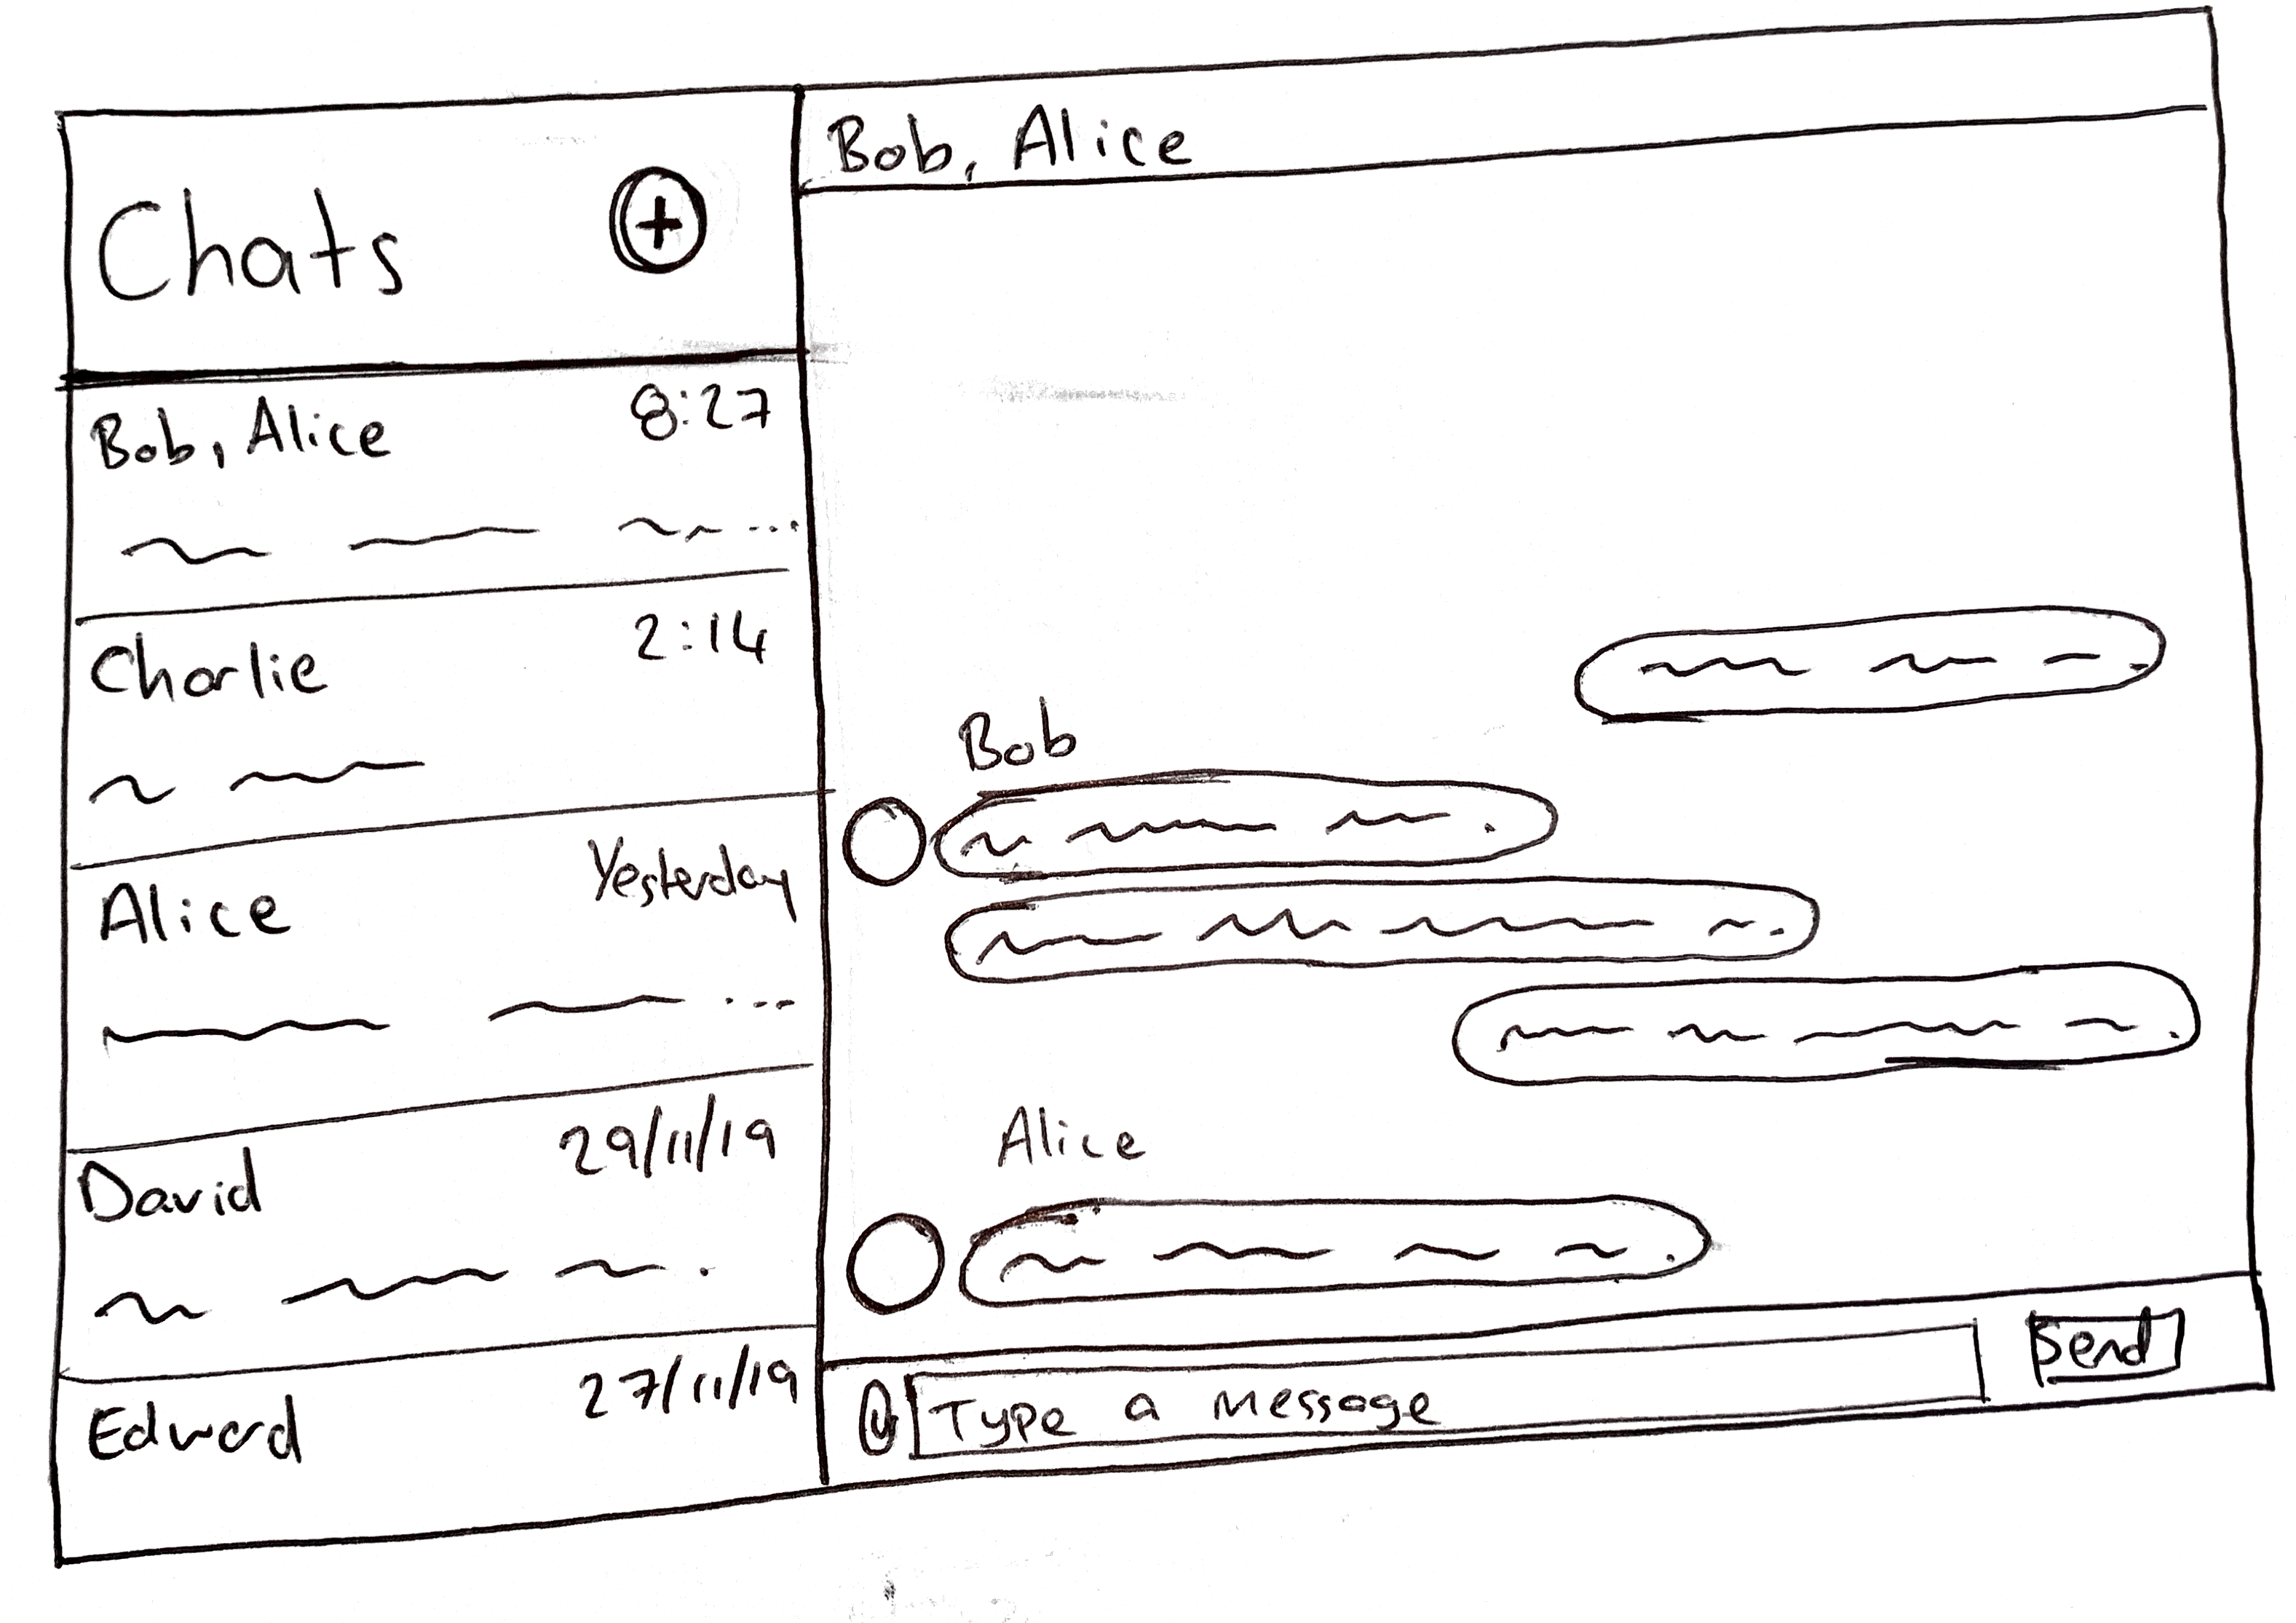 Chats
Bob, Alice 8:27
Charlie 2:14
Alice Yesterday
David 29/11/19
Edward 27/11/19
Bob, Alice
Bob
Alice
Type a message
Send